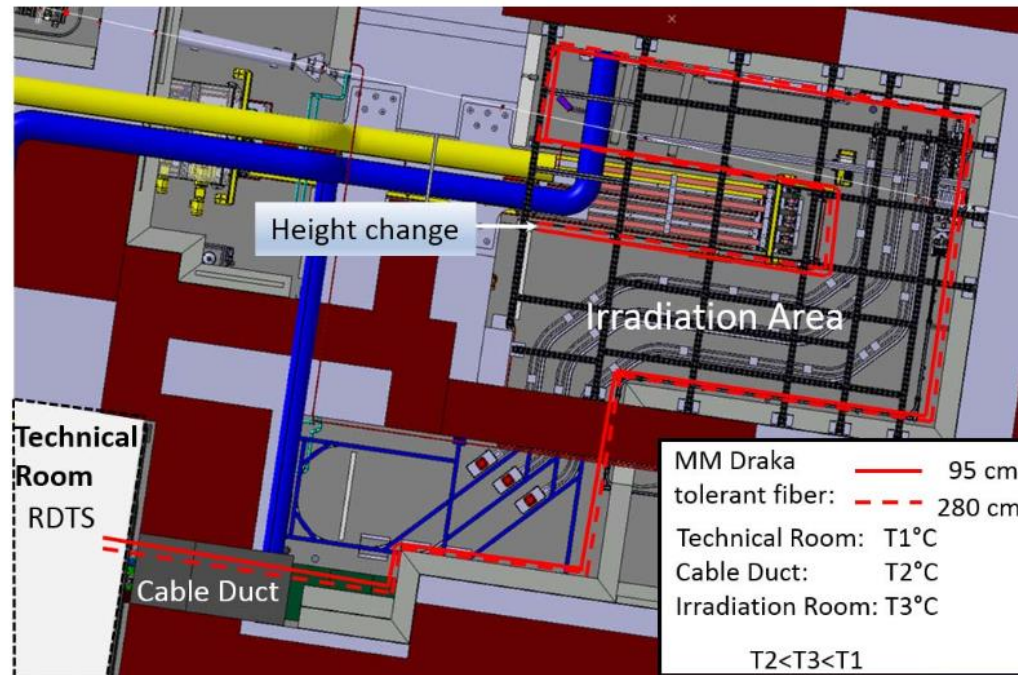 Height change
Irradiation Area
Technical
Room
RDTS
Cable Duct
MM Draka
tolerant fiber:
95 cm
280 cm
Technical Room: T1°C
Cable Duct: T2°C
Irradiation Room: T3°C
T2<T3<T1